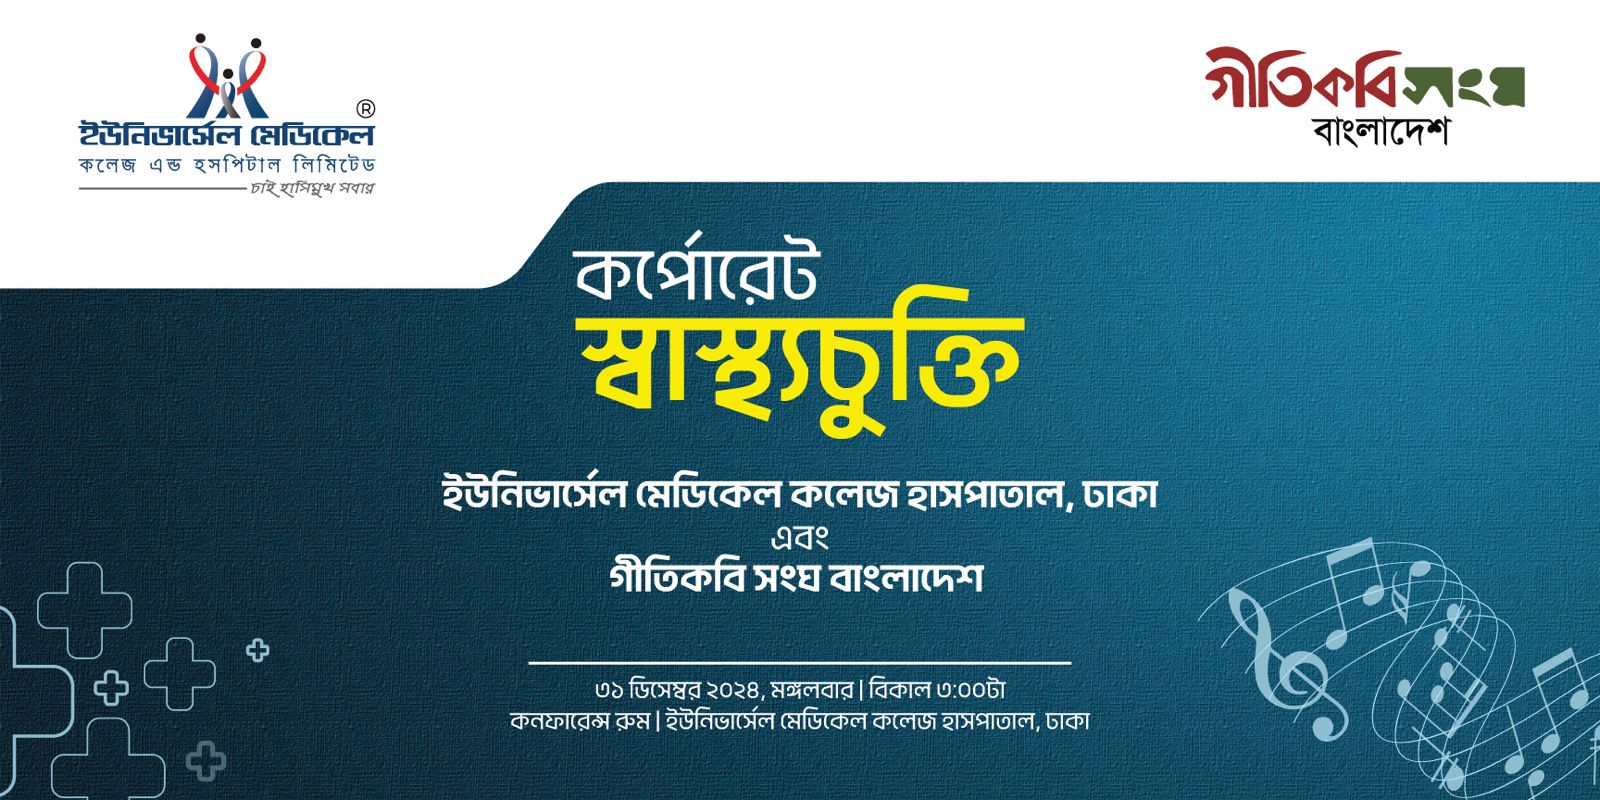 ইউনিভার্সেল মেডিকেল ®
কলেজ এন্ড হসপিটাল লিমিটেড
চাই হাসিমুখ সবার
গীতিকবি সংঘ
বাংলাদেশ
কর্পোরেট
স্বাস্থ্যচুক্তি
ইউনিভার্সেল মেডিকেল কলেজ হাসপাতাল, ঢাকা
এবং
গীতিকবি সংঘ বাংলাদেশ
৩১ ডিসেম্বর ২০২৪, মঙ্গলবার | বিকাল ৩:০০টা
কনফারেন্স রুম | ইউনিভার্সেল মেডিকেল কলেজ হাসপাতাল, ঢাকা